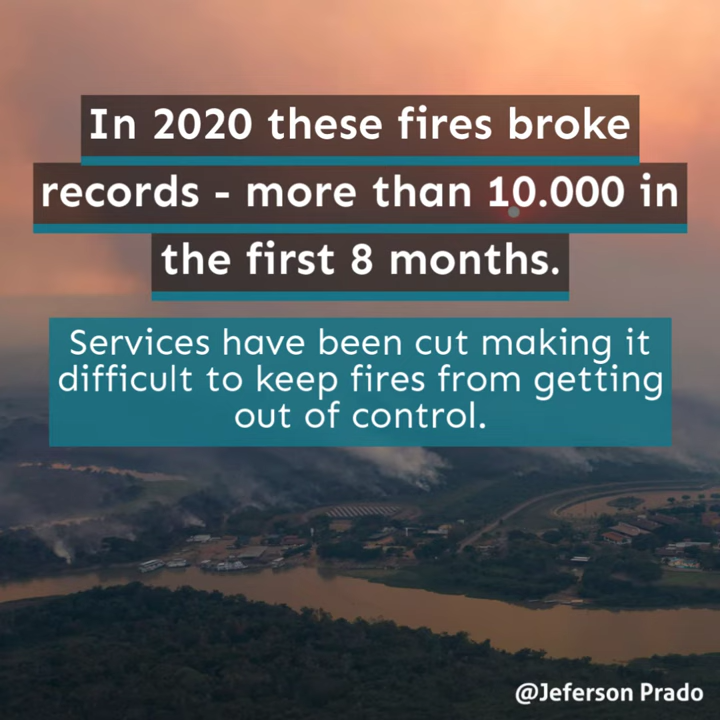 In 2020 these fires broke
records - more than 10.000 in
the first 8 months.
Services have been cut making it
difficult to keep fires from getting
out of control.
@Jeferson Prado